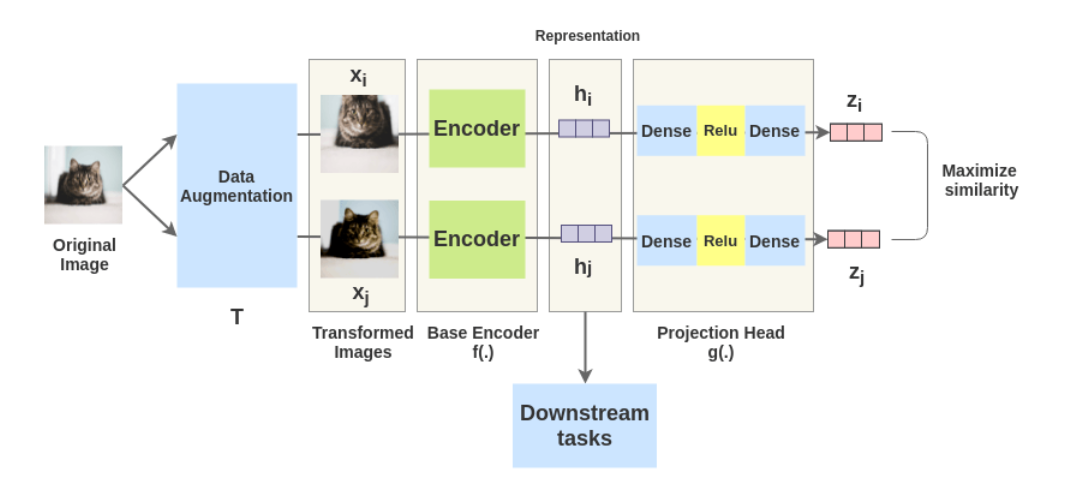 Representation
x_i
h_i
z_i
Encoder
Dense
Relu
Dense
Data
Augmentation
Maximize
similarity
Original
Image
Encoder
Dense
Relu
Dense
h_j
z_j
x_j
T
Transformed
Images
Base Encoder
f(.)
Projection Head
g(.)
Downstream
tasks